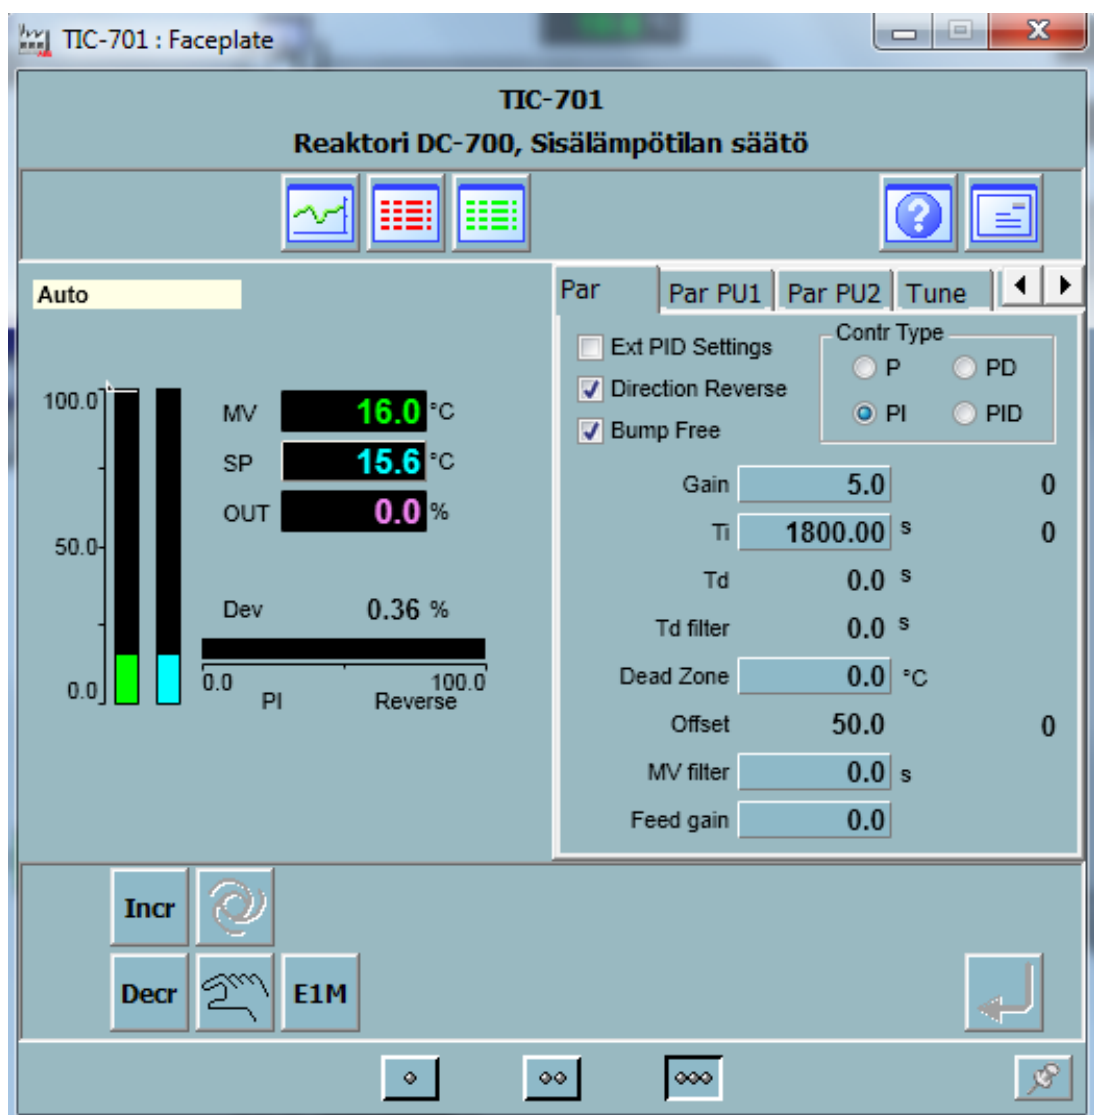 TIC-701 : Faceplate
TIC-701
Reaktori DC-700, Sisälämpötilan säätö
Auto
100.0
50.0
0.0
MV 16.0 °C
SP 15.6 °C
OUT 0.0 %
Dev 0.36 %
0.0 100.0
PI Reverse
Par Par PU1 Par PU2 Tune
Ext PID Settings
Direction Reverse
Bump Free
Contr Type
P PD
PI PID
Gain 5.0 0
Ti 1800.00 s 0
Td 0.0 s
Td filter 0.0 s
Dead Zone 0.0 °C
Offset 50.0 0
MV filter 0.0 s
Feed gain 0.0
Incr
Decr E1M